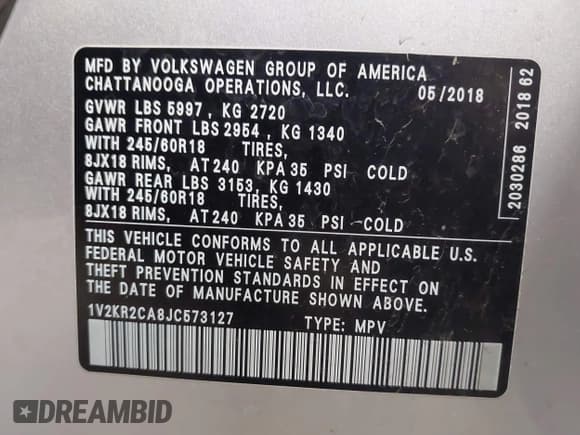 MFD BY VOLKSWAGEN GROUP OF AMERICA
CHATTANOOGA OPERATIONS, LLC. 05/2018
GVWR LBS 5997 , KG 2720
GAWR FRONT LBS 2954 , KG 1340
WITH 245/60R18 TIRES,
8JX18 RIMS, AT 240 KPA 35 PSI COLD
GAWR REAR LBS 3153, KG 1430
WITH 245/60R18 TIRES,
8JX18 RIMS, AT 240 KPA 35 PSI COLD
THIS VEHICLE CONFORMS TO ALL APPLICABLE U.S.
FEDERAL MOTOR VEHICLE SAFETY AND
THEFT PREVENTION STANDARDS IN EFFECT ON
THE DATE OF MANUFACTURE SHOWN ABOVE.
1V2KR2CA8JC573127 TYPE: MPV
2030286 2018 62
DREAMBID